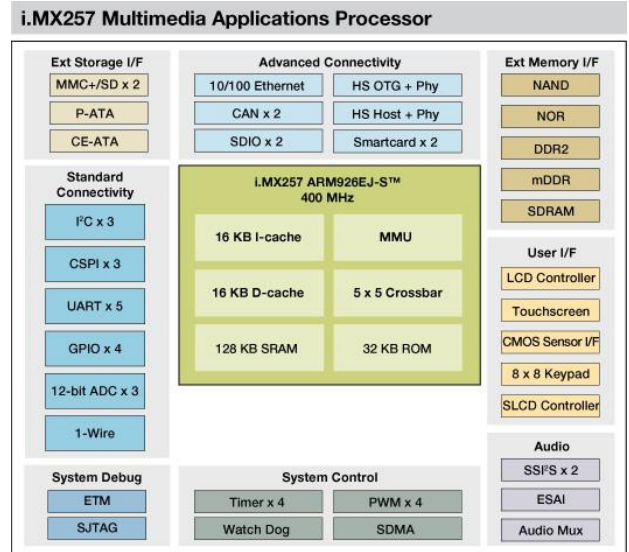 i.MX257 Multimedia Applications Processor
Ext Storage I/F
MMC+/SD x 2
P-ATA
CE-ATA
Advanced Connectivity
10/100 Ethernet
HS OTG + Phy
CAN x 2
HS Host + Phy
SDIO x 2
Smartcard x 2
Ext Memory I/F
NAND
NOR
DDR2
mDDR
SDRAM
Standard
Connectivity
I²C x 3
CSPI x 3
UART x 5
GPIO x 4
12-bit ADC x 3
1-Wire
i.MX257 ARM926EJ-S™
400 MHz
16 KB I-cache
MMU
16 KB D-cache
5 x 5 Crossbar
128 KB SRAM
32 KB ROM
User I/F
LCD Controller
Touchscreen
CMOS Sensor I/F
8 x 8 Keypad
SLCD Controller
System Debug
ETM
SJTAG
System Control
Timer x 4
PWM x 4
Watch Dog
SDMA
Audio
SSI²S x 2
ESAI
Audio Mux